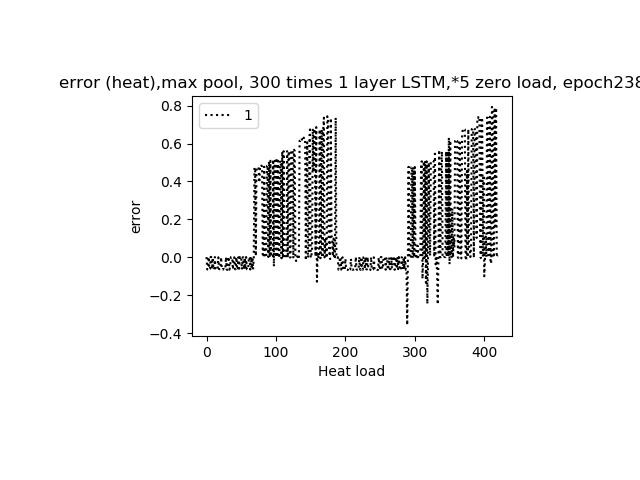 error (heat),max pool, 300 times 1 layer LSTM,*5 zero load, epoch238
1
error
0.8
0.6
0.4
0.2
0.0
−0.2
−0.4
0 100 200 300 400
Heat load